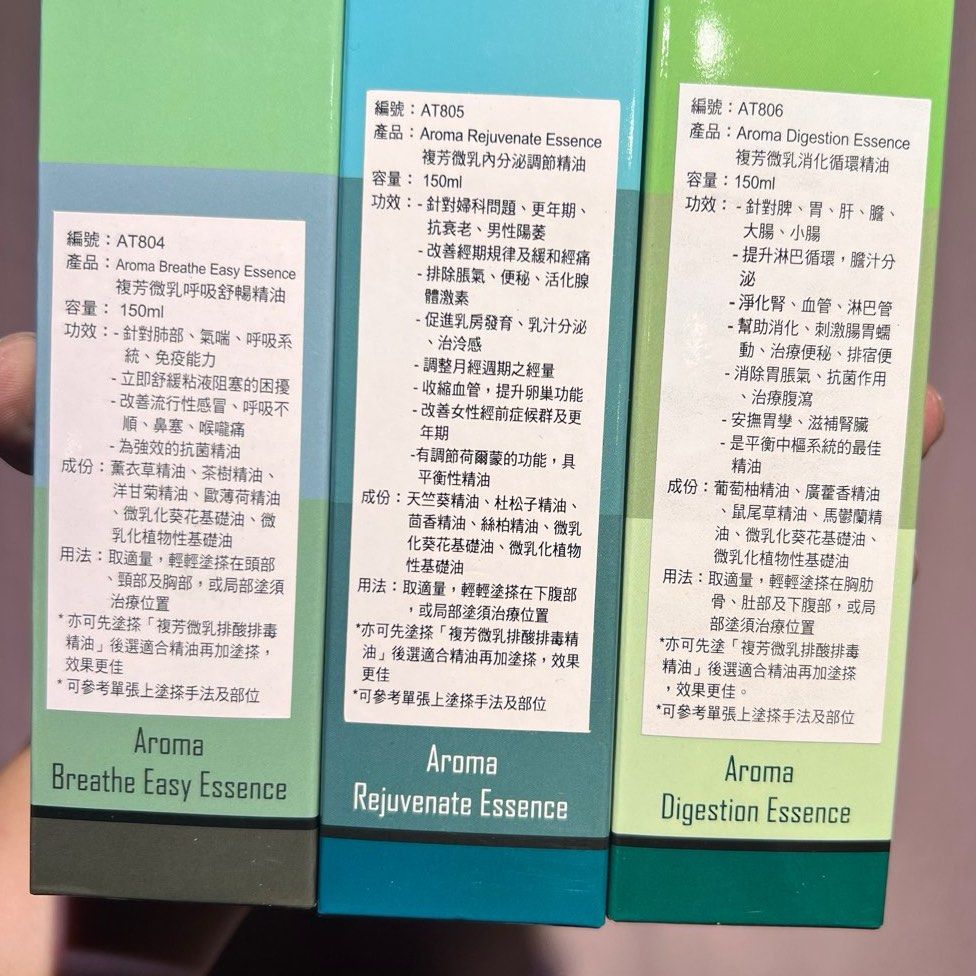 編號：AT804
產品：Aroma Breathe Easy Essence
複芳微乳呼吸舒暢精油
容量： 150ml
功效：- 針對肺部、氣喘、呼吸系
統、免疫能力
- 立即舒緩粘液阻塞的困擾
- 改善流行性感冒、呼吸不
順、鼻塞、喉嚨痛
- 為強效的抗菌精油
成份：薰衣草精油、茶樹精油、
洋甘菊精油、歐薄荷精油
、微乳化葵花基礎油、微
乳化植物性基礎油
用法：取適量，輕輕塗搽在頭部
、頸部及胸部，或局部塗須
治療位置
*亦可先塗搽「複芳微乳排酸排毒
精油」後選適合精油再加塗搽，
效果更佳
*可參考單張上塗搽手法及部位
Aroma
Breathe Easy Essence
編號：AT805
產品：Aroma Rejuvenate Essence
複芳微乳內分泌調節精油
容量： 150ml
功效：- 針對婦科問題、更年期、
抗衰老、男性陽萎
- 改善經期規律及緩和經痛
- 排除脹氣、便秘、活化腺
體激素
- 促進乳房發育、乳汁分泌
、治冷感
- 調整月經週期之經量
- 收縮血管，提升卵巢功能
- 改善女性經前症候群及更
年期
-有調節荷爾蒙的功能，具
平衡性精油
成份：天竺葵精油、杜松子精油、
茴香精油、絲柏精油、微乳
化葵花基礎油、微乳化植物
性基礎油
用法：取適量，輕輕塗搽在下腹部
，或局部塗須治療位置
*亦可先塗搽「複芳微乳排酸排毒精
油」後選適合精油再加塗搽，效果
更佳
*可參考單張上塗搽手法及部位
Aroma
Rejuvenate Essence
編號：AT806
產品：Aroma Digestion Essence
複芳微乳消化循環精油
容量：150ml
功效： - 針對脾、胃、肝、膽、
大腸、小腸
- 提升淋巴循環，膽汁分
泌
- 淨化腎、血管、淋巴管
- 幫助消化、刺激腸胃蠕
動、治療便秘、排宿便
- 消除胃脹氣、抗菌作用
、治療腹瀉
- 安撫胃孿、滋補腎臟
- 是平衡中樞系統的最佳
精油
成份：葡萄柚精油、廣藿香精油
、鼠尾草精油、馬鬱蘭精
油、微乳化葵花基礎油、
微乳化植物性基礎油
用法：取適量，輕輕塗搽在胸肋
骨、肚部及下腹部，或局
部塗須治療位置
*亦可先塗「複芳微乳排酸排毒
精油」後選適合精油再加塗搽
，效果更佳。
*可參考單張上塗搽手法及部位
Aroma
Digestion Essence